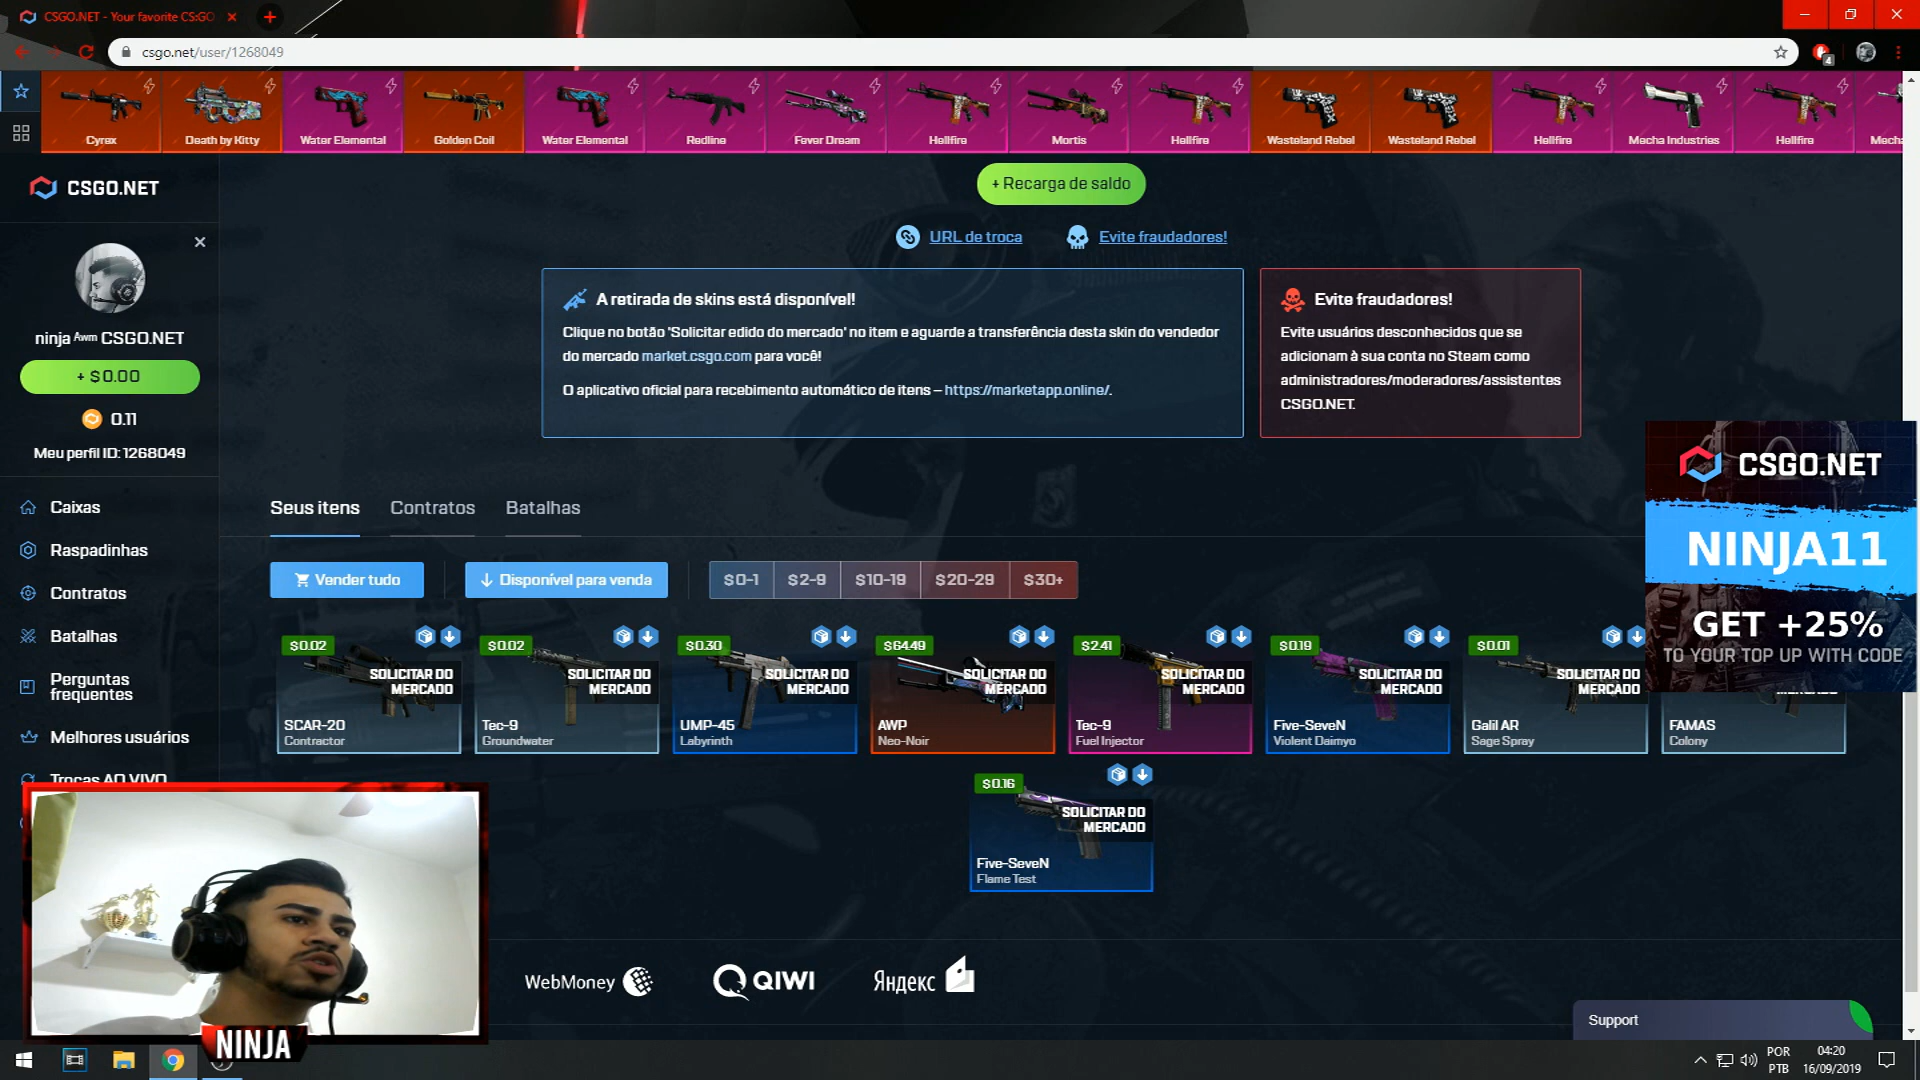 CSGO.NET - Your favorite CS:GO
csgo.net/user/1268049
4
Cyrex
Death by Kitty
Water Elemental
Golden Coil
Water Elemental
Redline
Fever Dream
Hellfire
Mortis
Hellfire
Wasteland Rebel
Wasteland Rebel
Hellfire
Mecha Industries
Hellfire
Mecha
CSGO.NET
+ Recarga de saldo
URL de troca
Evite fraudadores!
ninja Awm CSGO.NET
+ $0.00
0.11
Meu perfil ID: 1268049
A retirada de skins está disponível!
Clique no botão 'Solicitar edido do mercado' no item e aguarde a transferência desta skin do vendedor
do mercado market.csgo.com para você!
O aplicativo oficial para recebimento automático de itens – https://marketapp.online/.
Evite fraudadores!
Evite usuários desconhecidos que se
adicionam à sua conta no Steam como
administradores/moderadores/assistentes
CSGO.NET.
CSGO.NET
NINJA11
GET +25%
TO YOUR TOP UP WITH CODE
Caixas
Raspadinhas
Contratos
Batalhas
Perguntas
frequentes
Melhores usuários
Trocas AO VIVO
Seus itens
Contratos
Batalhas
Vender tudo
Disponível para venda
$0-1
$2-9
$10-19
$20-29
$30+
$0.02
SOLICITAR DO
MERCADO
SCAR-20
Contractor
$0.02
SOLICITAR DO
MERCADO
Tec-9
Groundwater
$0.30
SOLICITAR DO
MERCADO
UMP-45
Labyrinth
$64.49
SOLICITAR DO
MERCADO
AWP
Neo-Noir
$2.41
SOLICITAR DO
MERCADO
Tec-9
Fuel Injector
$0.19
SOLICITAR DO
MERCADO
Five-SeveN
Violent Daimyo
$0.01
SOLICITAR DO
MERCADO
Galil AR
Sage Spray
FAMAS
Colony
$0.16
SOLICITAR DO
MERCADO
Five-SeveN
Flame Test
WebMoney
QIWI
Яндекс
NINJA
Support
POR
PTB
04:20
16/09/2019